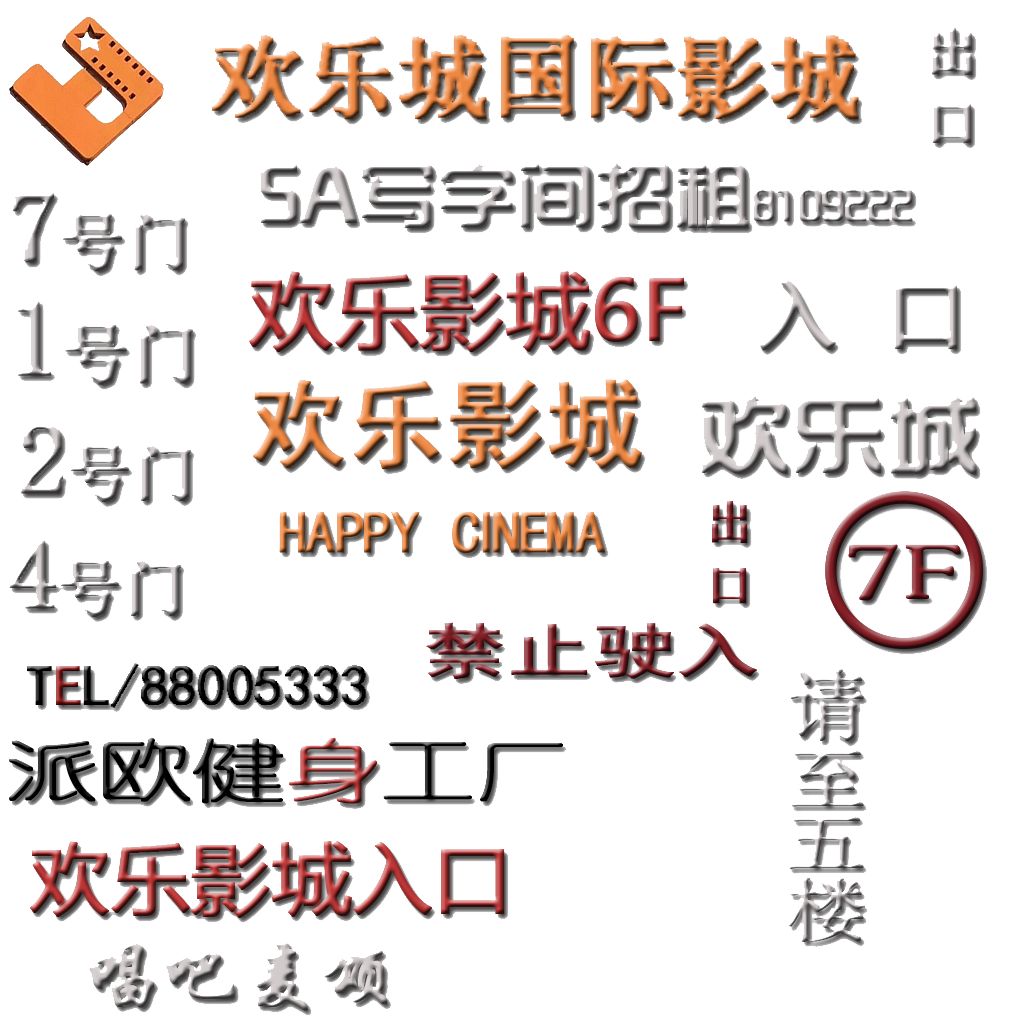 欢乐城国际影城
出口
5A写字间招租8109222
7号门
欢乐影城6F
入口
1号门
欢乐影城
欢乐城
2号门
HAPPY CINEMA
出口
7F
4号门
禁止驶入
TEL/88005333
请至五楼
派欧健身工厂
欢乐影城入口
唱吧麦颂